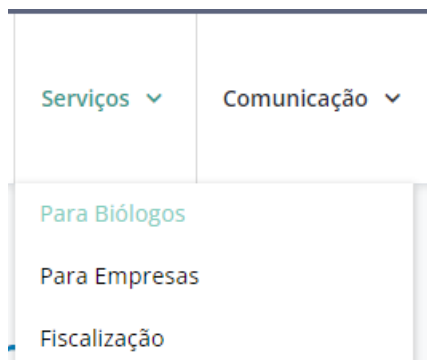 Serviços
Comunicação
Para Biólogos
Para Empresas
Fiscalização